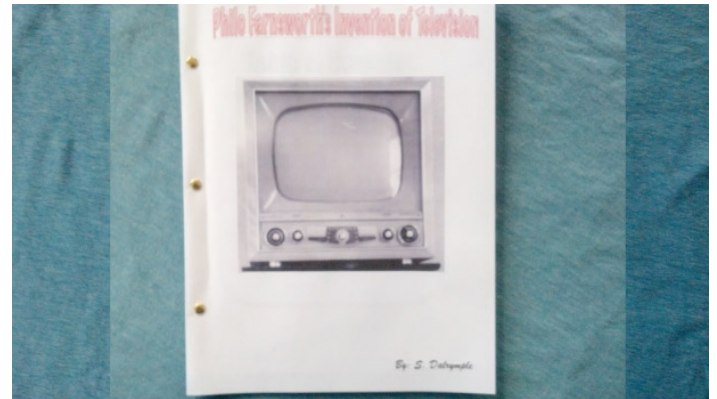 Philo Farnsworth's Invention of Television
By: S. Dalrymple